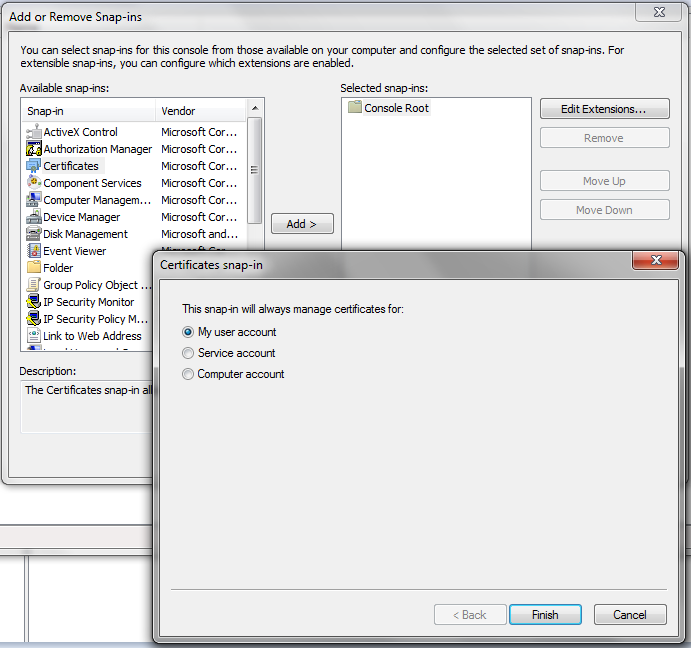 Add or Remove Snap-ins
You can select snap-ins for this console from those available on your computer and configure the selected set of snap-ins. For
extensible snap-ins, you can configure which extensions are enabled.
Available snap-ins:
Selected snap-ins:
Snap-in Vendor
ActiveX Control Microsoft Cor...
Authorization Manager Microsoft Cor...
Certificates Microsoft Cor...
Component Services Microsoft Cor...
Computer Managem... Microsoft Cor...
Device Manager Microsoft Cor...
Disk Management Microsoft and...
Event Viewer
Folder
Group Policy Object ...
IP Security Monitor
IP Security Policy M...
Link to Web Address
Add >
Console Root
Edit Extensions...
Remove
Move Up
Move Down
Description:
The Certificates snap-in all
Certificates snap-in
This snap-in will always manage certificates for:
My user account
Service account
Computer account
< Back
Finish
Cancel